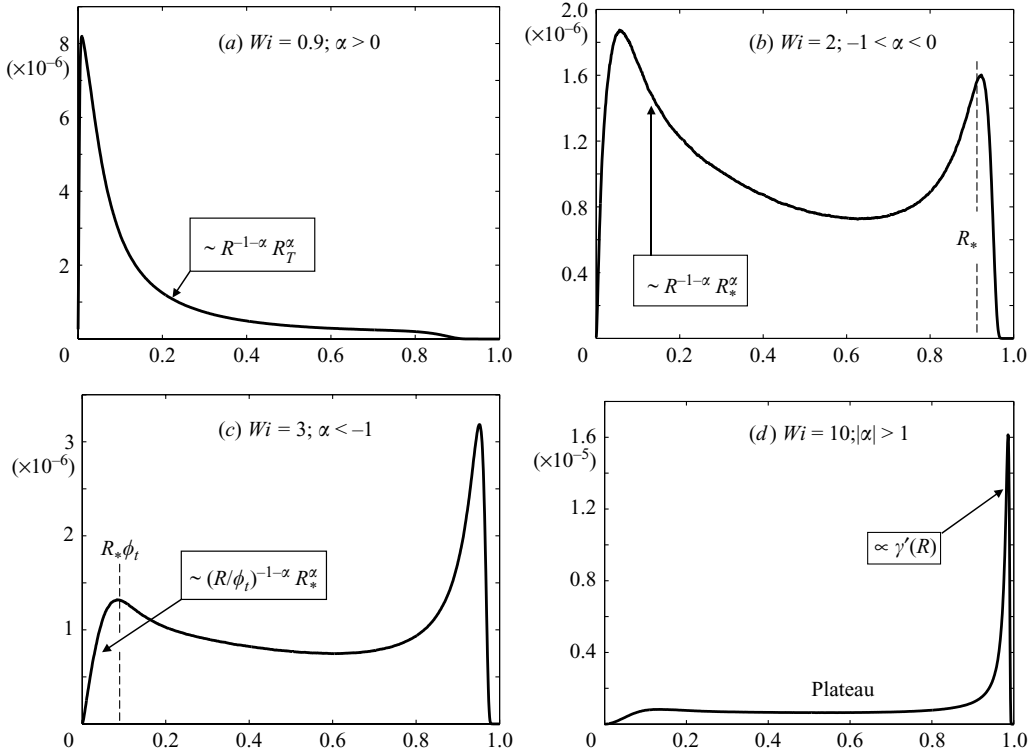 (a) Wi = 0.9; α > 0
8
(×10⁻⁶)
6
4
2
~ R^{–1–α} R_T^α
0 0.2 0.4 0.6 0.8 1.0
2.0
(×10⁻⁶)
(b) Wi = 2; –1 < α < 0
1.6
1.2
0.8
0.4
R_*
~ R^{–1–α} R_*^α
0 0.2 0.4 0.6 0.8 1.0
(c) Wi = 3; α < –1
3
(×10⁻⁶)
2
1
R_*ϕ_t
~ (R/ϕ_t)^{–1–α} R_*^α
0 0.2 0.4 0.6 0.8 1.0
(d) Wi = 10;|α| > 1
1.6
(×10⁻⁵)
1.2
0.8
0.4
∝ γ′(R)
Plateau
0 0.2 0.4 0.6 0.8 1.0